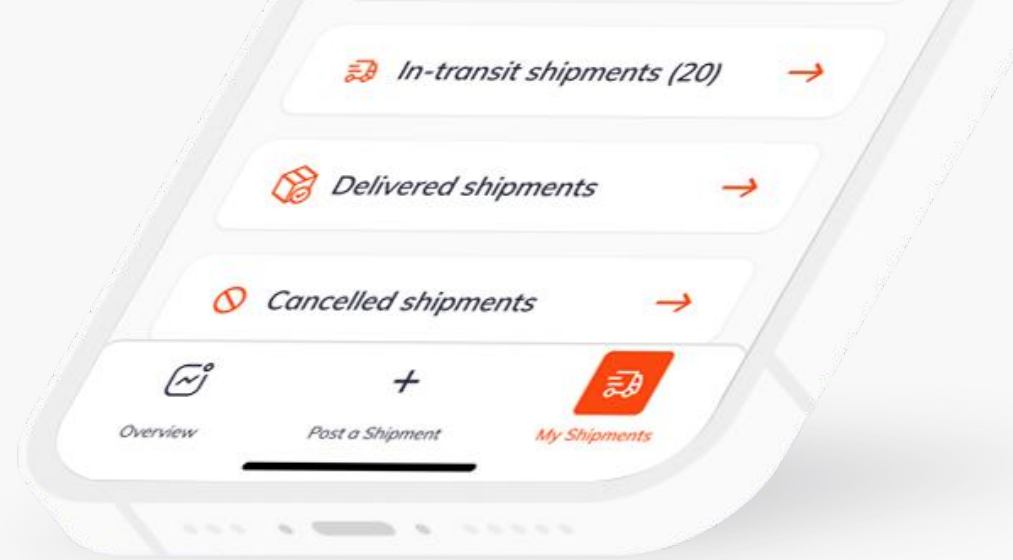 In-transit shipments (20)
Delivered shipments
Cancelled shipments
Overview
Post a Shipment
My Shipments